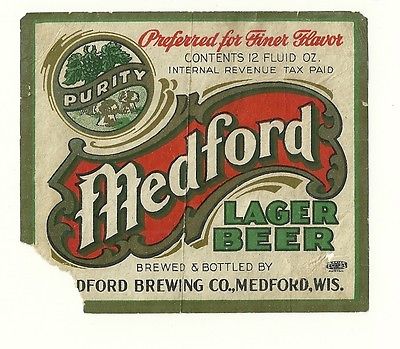 Preferred for Finer Flavor
CONTENTS 12 FLUID OZ.
INTERNAL REVENUE TAX PAID
PURITY
Medford
LAGER
BEER
BREWED & BOTTLED BY
DFORD BREWING CO., MEDFORD, WIS.